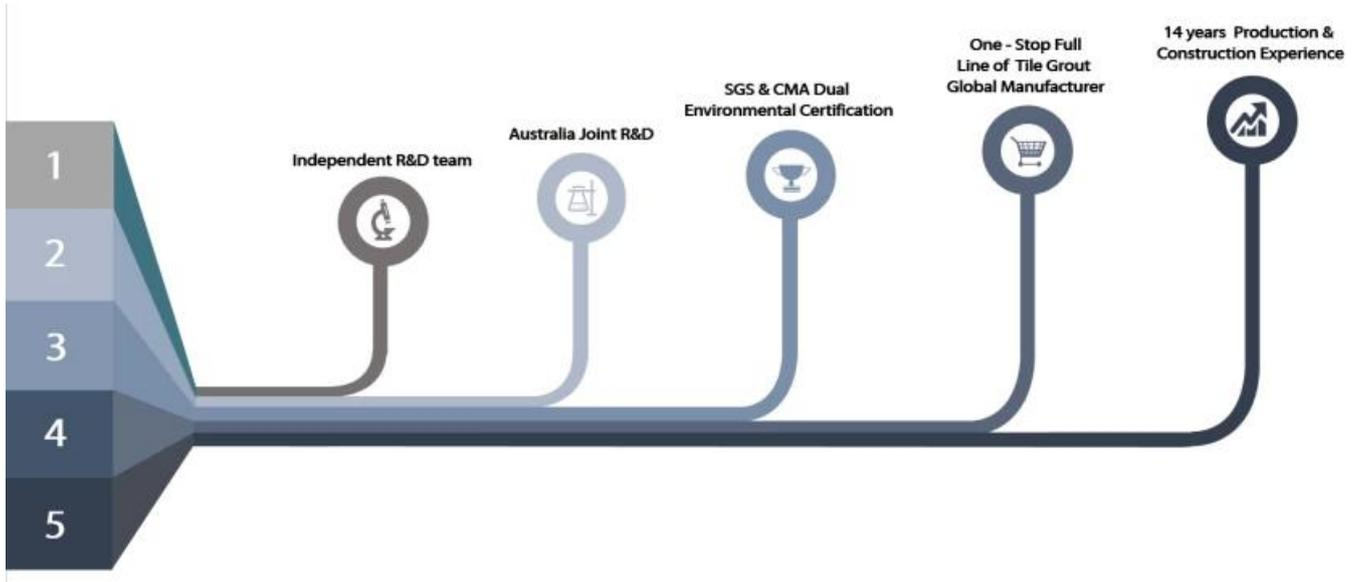 1
2
3
4
5
Independent R&D team
Australia Joint R&D
SGS & CMA Dual
Environmental Certification
One - Stop Full
Line of Tile Grout
Global Manufacturer
14 years Production &
Construction Experience